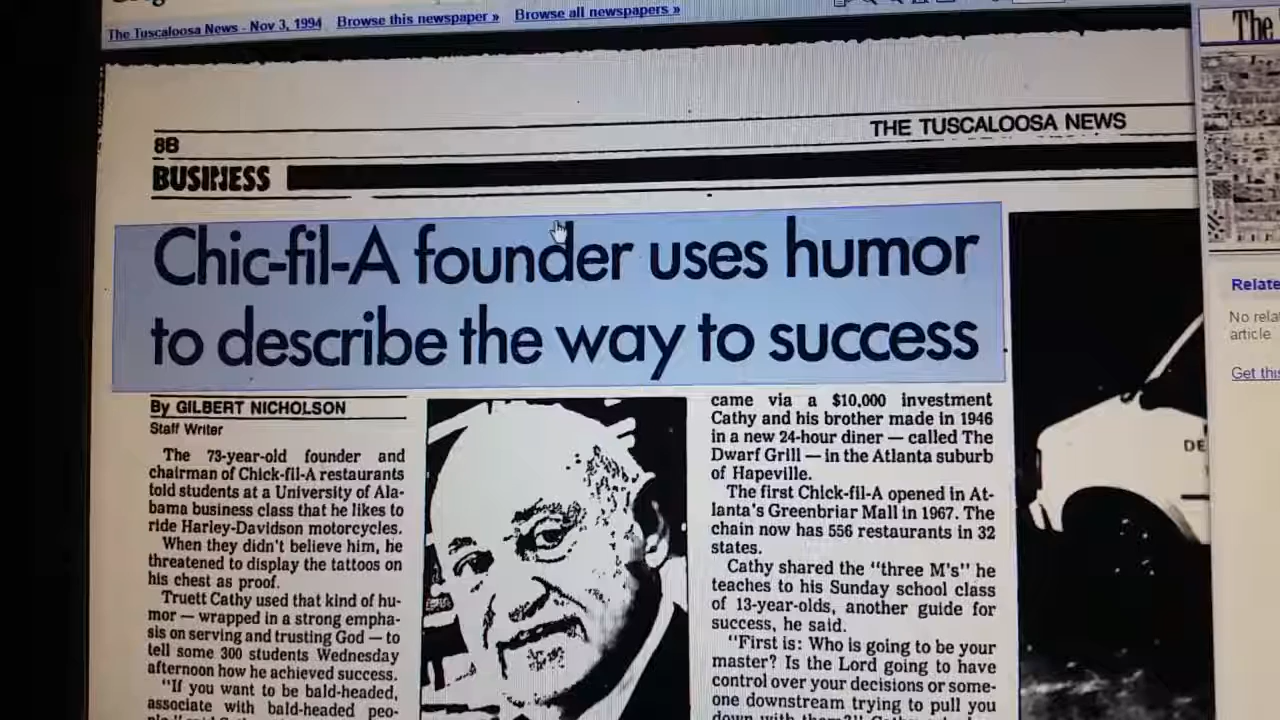 The Tuscaloosa News - Nov 3, 1994 Browse this newspaper » Browse all newspapers »
The
8B
THE TUSCALOOSA NEWS
BUSINESS
Chic-fil-A founder uses humor
to describe the way to success
By GILBERT NICHOLSON
Staff Writer
The 73-year-old founder and
chairman of Chick-fil-A restaurants
told students at a University of Ala-
bama business class that he likes to
ride Harley-Davidson motorcycles.
When they didn't believe him, he
threatened to display the tattoos on
his chest as proof.
Truett Cathy used that kind of hu-
mor — wrapped in a strong empha-
sis on serving and trusting God — to
tell some 300 students Wednesday
afternoon how he achieved success.
"If you want to be bald-headed,
associate with bald-headed peo-
came via a $10,000 investment
Cathy and his brother made in 1946
in a new 24-hour diner — called The
Dwarf Grill — in the Atlanta suburb
of Hapeville.
The first Chick-fil-A opened in At-
lanta's Greenbriar Mall in 1967. The
chain now has 556 restaurants in 32
states.
Cathy shared the "three M's" he
teaches to his Sunday school class
of 13-year-olds, another guide for
success, he said.
"First is: Who is going to be your
master? Is the Lord going to have
control over your decisions or some-
one downstream trying to pull you
down with them?"
DE
Relate
No rela
article
Get this